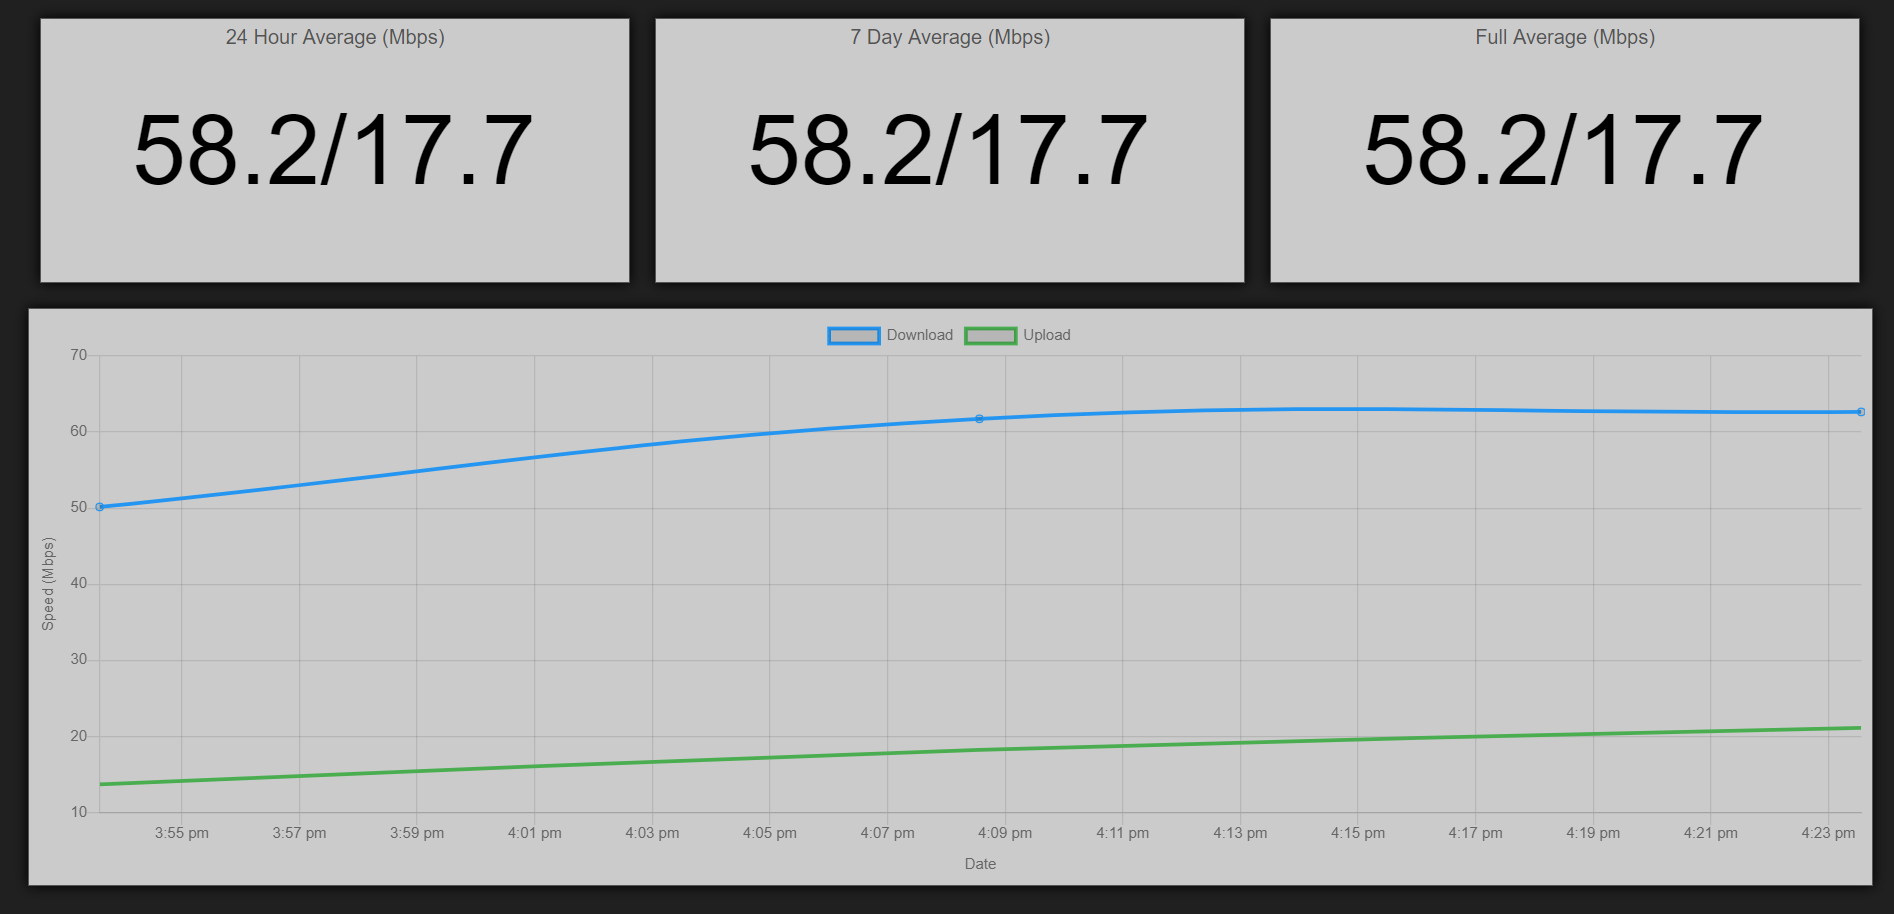 24 Hour Average (Mbps)
58.2/17.7
7 Day Average (Mbps)
58.2/17.7
Full Average (Mbps)
58.2/17.7
Download
Upload
70
60
50
40
30
20
10
Speed (Mbps)
3:55 pm
3:57 pm
3:59 pm
4:01 pm
4:03 pm
4:05 pm
4:07 pm
4:09 pm
4:11 pm
4:13 pm
4:15 pm
4:17 pm
4:19 pm
4:21 pm
4:23 pm
Date